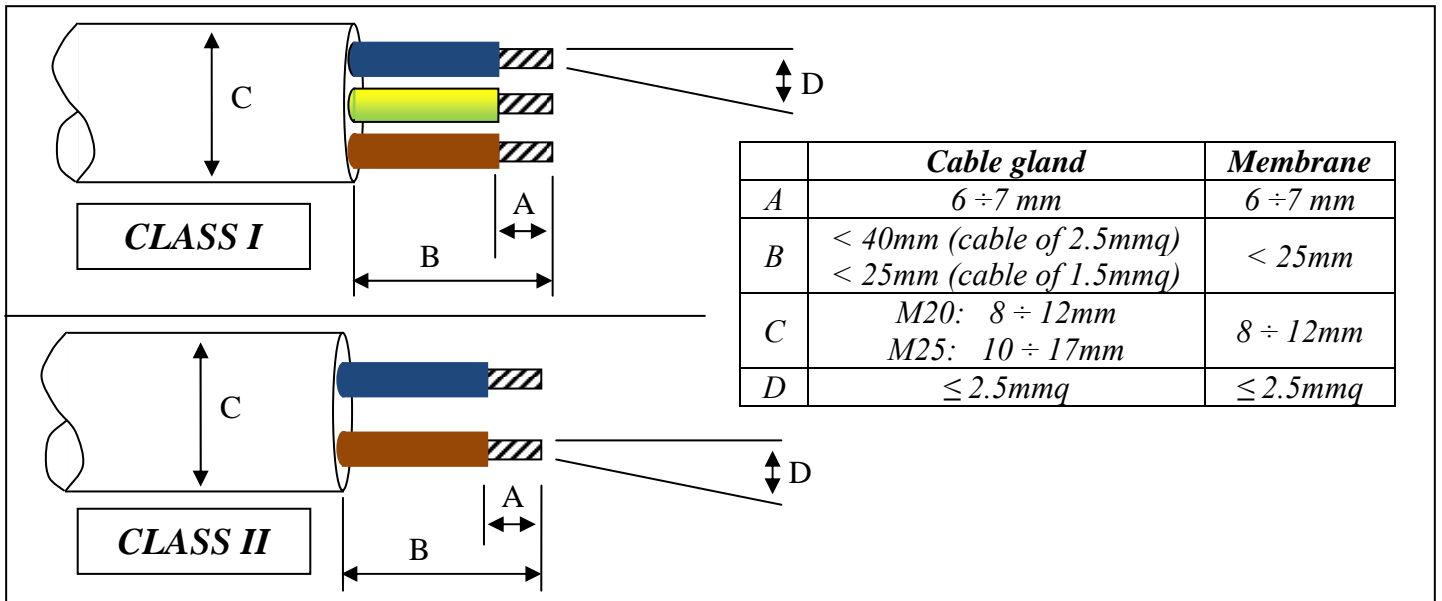 C
D
A
B
CLASS I
C
D
A
B
CLASS II
Cable gland Membrane
A 6 ÷7 mm 6 ÷7 mm
B < 40mm (cable of 2.5mmq) < 25mm
< 25mm (cable of 1.5mmq)
C M20: 8 ÷ 12mm 8 ÷ 12mm
M25: 10 ÷ 17mm
D ≤ 2.5mmq ≤ 2.5mmq